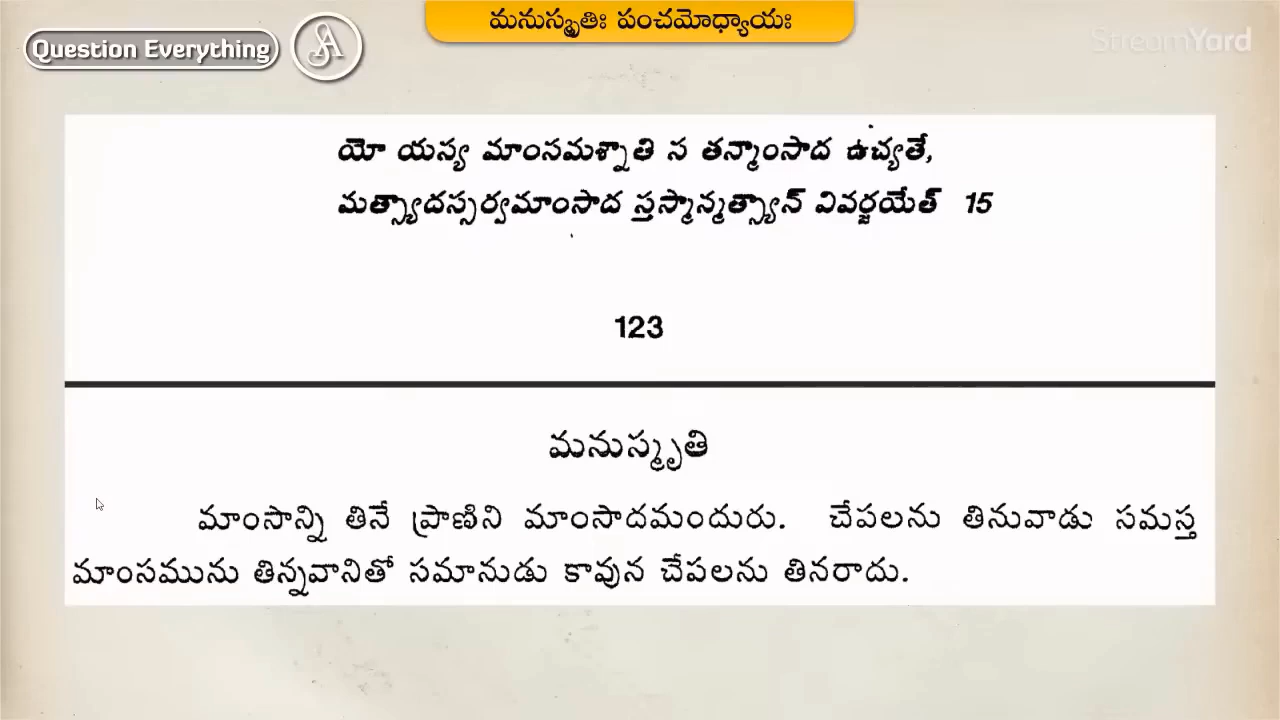 మనుస్మృతిః పంచమోధ్యాయః
Question Everything
StreamYard
యో యస్య మాంసమశ్నాతి స తన్మాంసాద ఉచ్యతే,
మత్స్యాదస్సర్వమాంసాద స్తస్మాన్మత్స్యాన్ వివర్జయేత్ 15
123
మనుస్మృతి
మాంసాన్ని తినే ప్రాణిని మాంసాదమందురు. చేపలను తినువాడు సమస్త
మాంసమును తిన్నవానితో సమానుడు కావున చేపలను తినరాదు.